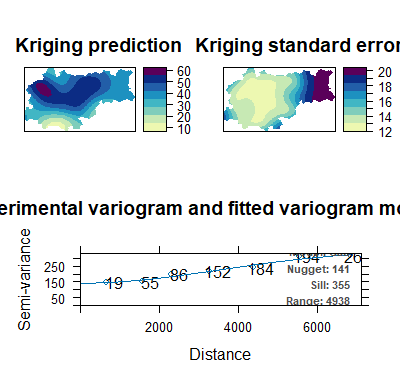 Kriging prediction Kriging standard error
60
50
40
30
20
10
20
18
16
14
12
erimental variogram and fitted variogram mo
Semi-variance
250
150
50
19 55 86 152 184 194 26
Nugget: 141
Sill: 355
Range: 4938
2000 4000 6000
Distance